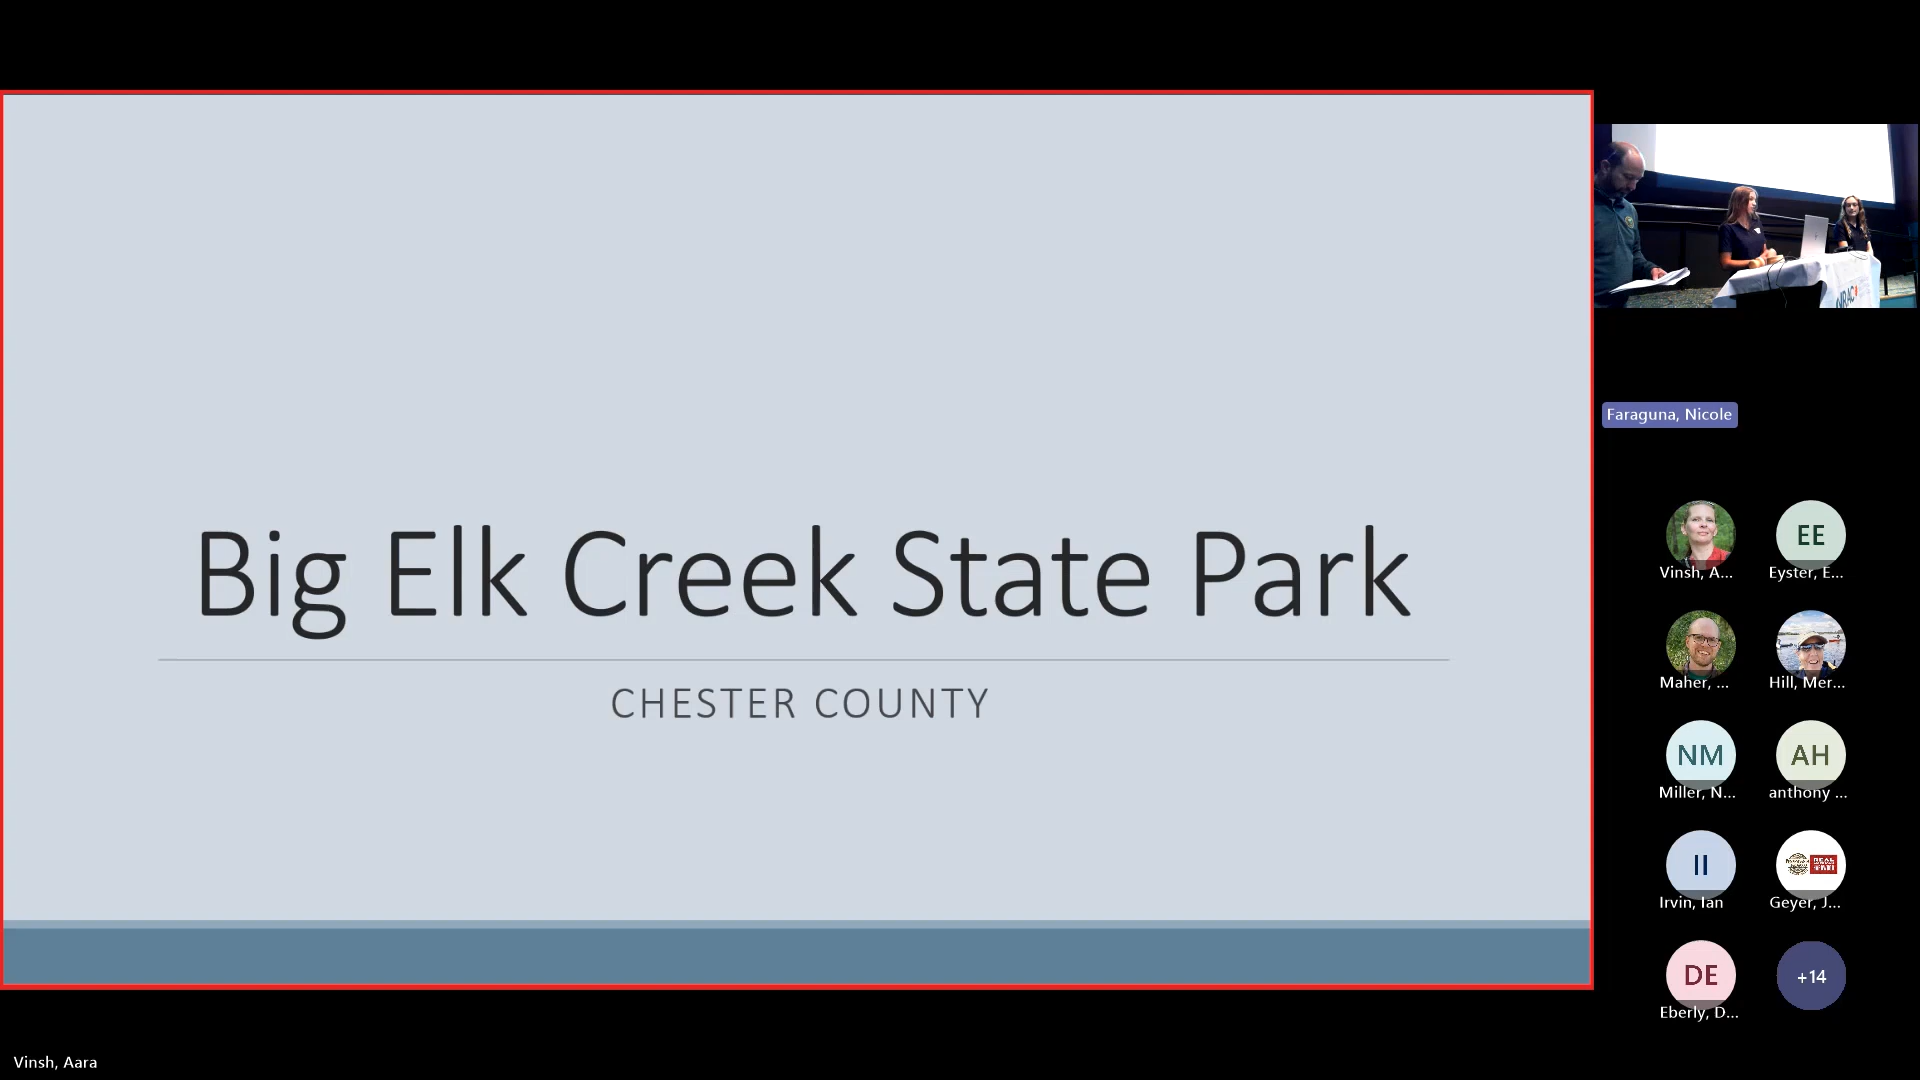 Big Elk Creek State Park
CHESTER COUNTY
Faraguna, Nicole
Vinsh, A...
EE
Eyster, E...
Maher, ...
Hill, Mer...
NM
Miller, N...
AH
anthony ...
II
Irvin, Ian
Geyer, J...
DE
Eberly, D...
+14
Vinsh, Aara